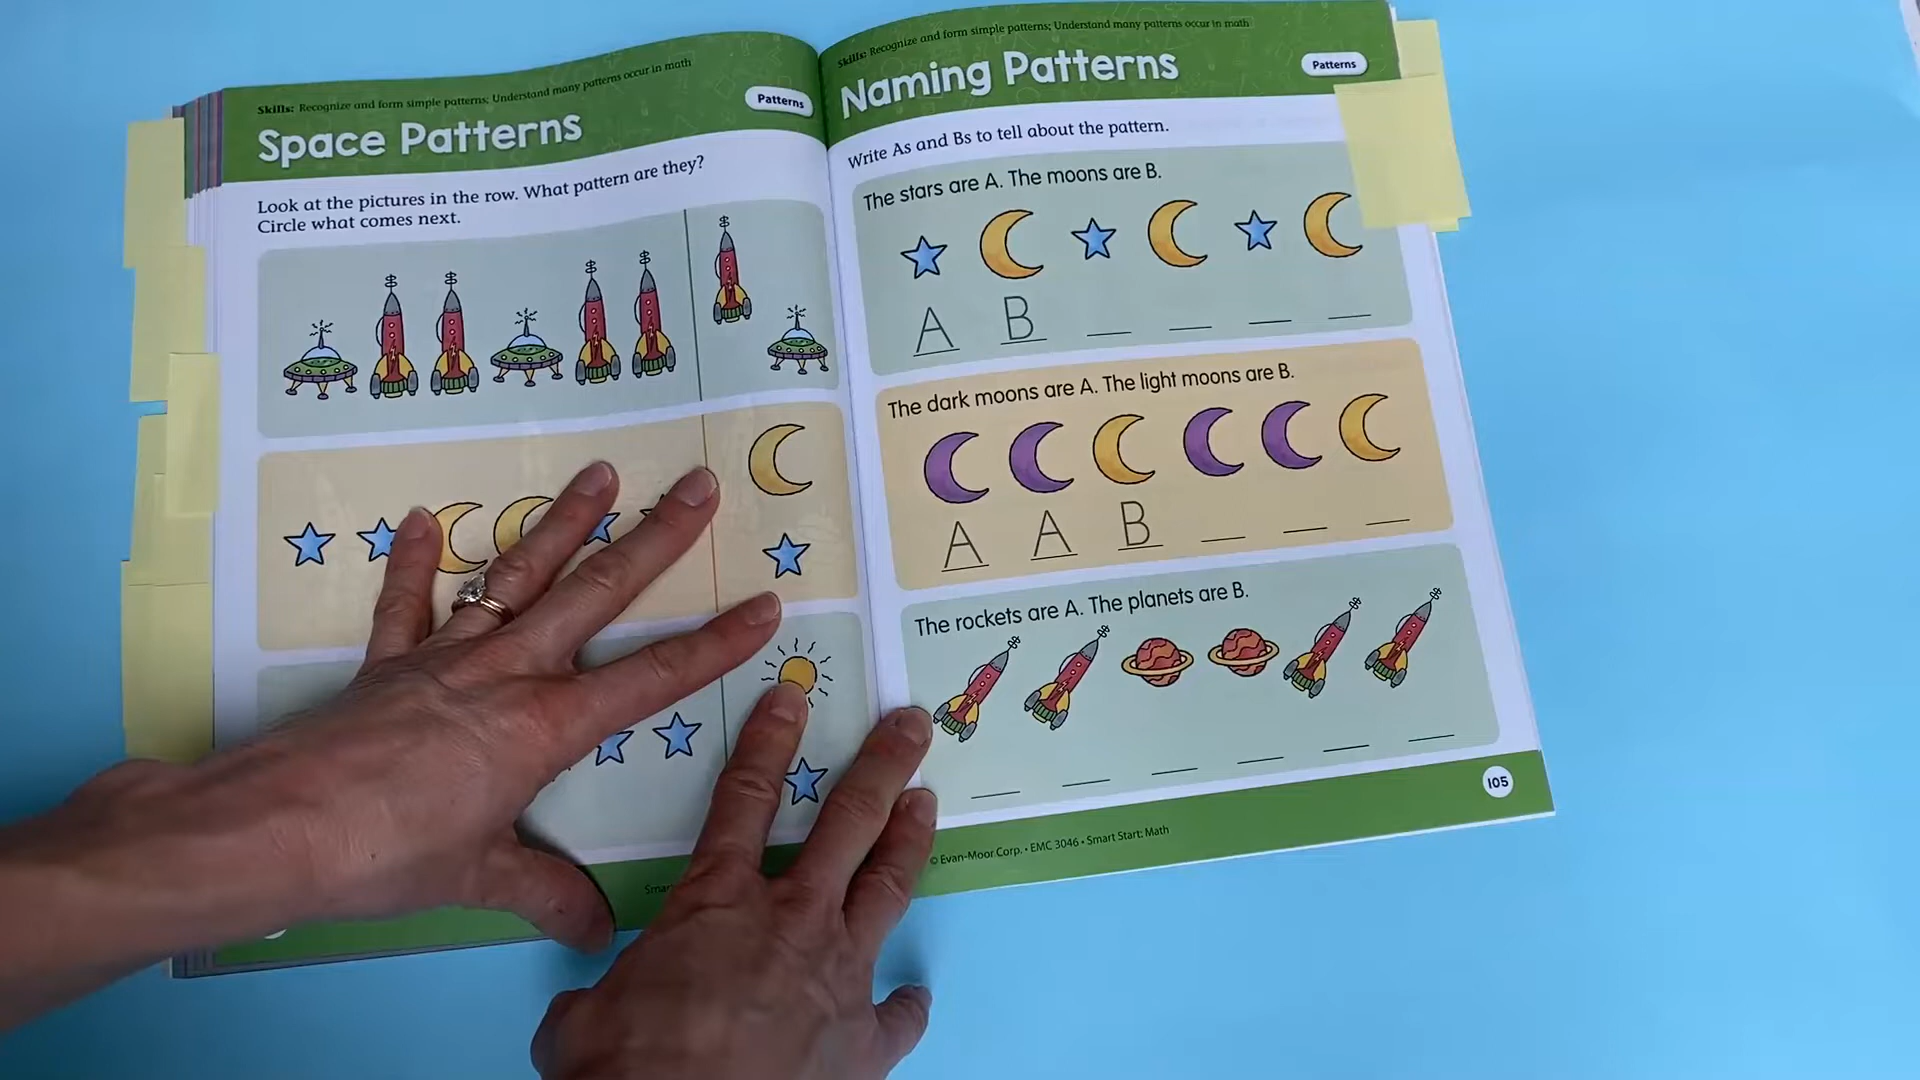 Skills: Recognize and form simple patterns; Understand many patterns occur in math
Space Patterns
Patterns
Look at the pictures in the row. What pattern are they?
Circle what comes next.
Skills: Recognize and form simple patterns; Understand many patterns occur in math
Naming Patterns
Patterns
Write As and Bs to tell about the pattern.
The stars are A. The moons are B.
A B
The dark moons are A. The light moons are B.
A A B
The rockets are A. The planets are B.
105
© Evan-Moor Corp. • EMC 3046 • Smart Start: Math